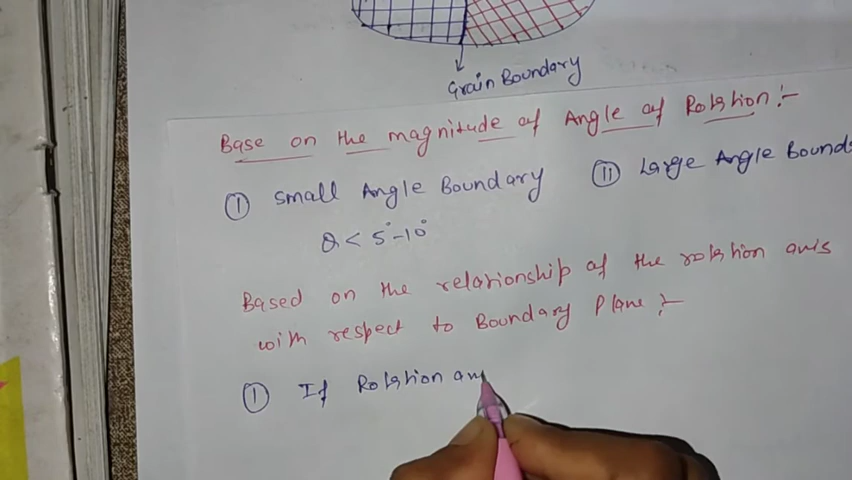 Grain Boundary
Base on the magnitude of Angle of Rotation :-
(I) Small Angle Boundary (II) Large Angle Bound
θ < 5°-10°
Based on the relationship of the rotation axis
with respect to Boundary Plane :-
(I) If Rotation axi